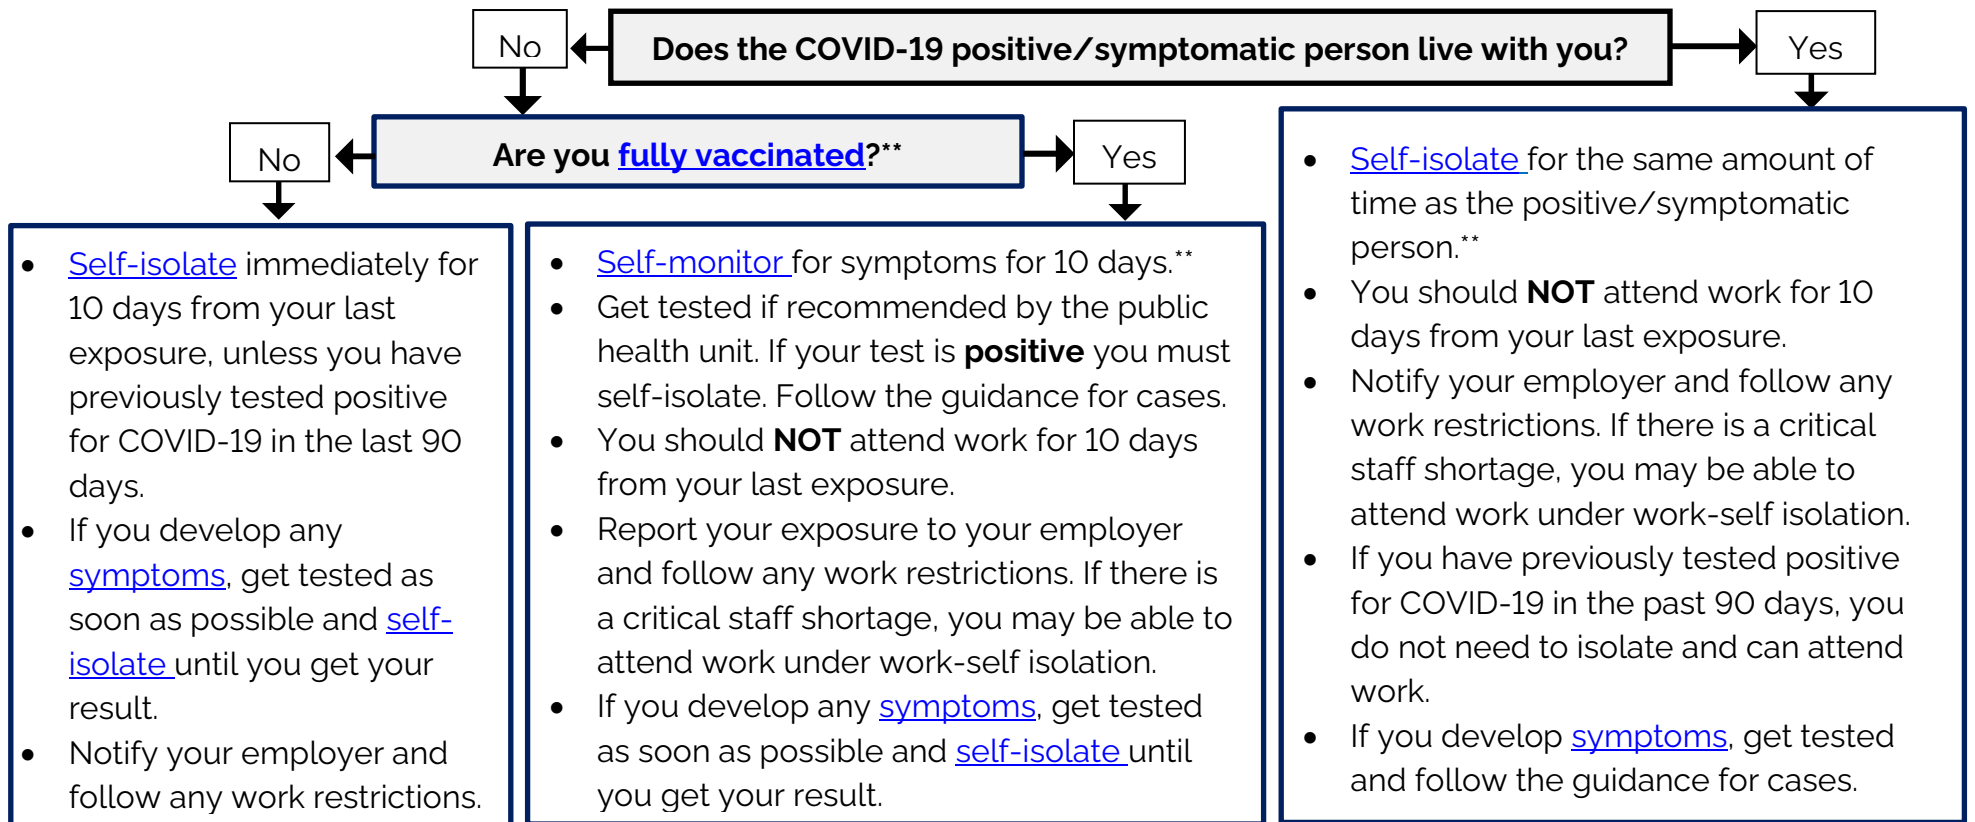 No
Does the COVID-19 positive/symptomatic person live with you?
Yes
No
Are you fully vaccinated?**
Yes
• Self-isolate immediately for
10 days from your last
exposure, unless you have
previously tested positive
for COVID-19 in the last 90
days.
• If you develop any
symptoms, get tested as
soon as possible and self-
isolate until you get your
result.
• Notify your employer and
follow any work restrictions.
• Self-monitor for symptoms for 10 days.**
• Get tested if recommended by the public
health unit. If your test is positive you must
self-isolate. Follow the guidance for cases.
• You should NOT attend work for 10 days
from your last exposure.
• Report your exposure to your employer
and follow any work restrictions. If there is
a critical staff shortage, you may be able to
attend work under work-self isolation.
• If you develop any symptoms, get tested
as soon as possible and self-isolate until
you get your result.
• Self-isolate for the same amount of
time as the positive/symptomatic
person.**
• You should NOT attend work for 10
days from your last exposure.
• Notify your employer and follow any
work restrictions. If there is a critical
staff shortage, you may be able to
attend work under work-self isolation.
• If you have previously tested positive
for COVID-19 in the past 90 days, you
do not need to isolate and can attend
work.
• If you develop symptoms, get tested
and follow the guidance for cases.